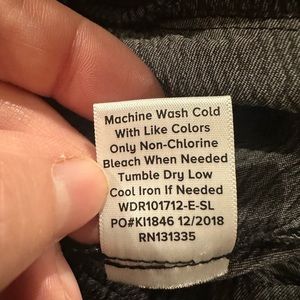 Machine Wash Cold
With Like Colors
Only Non-Chlorine
Bleach When Needed
Tumble Dry Low
Cool Iron If Needed
WDR101712-E-SL
PO#KI1846 12/2018
RN131335